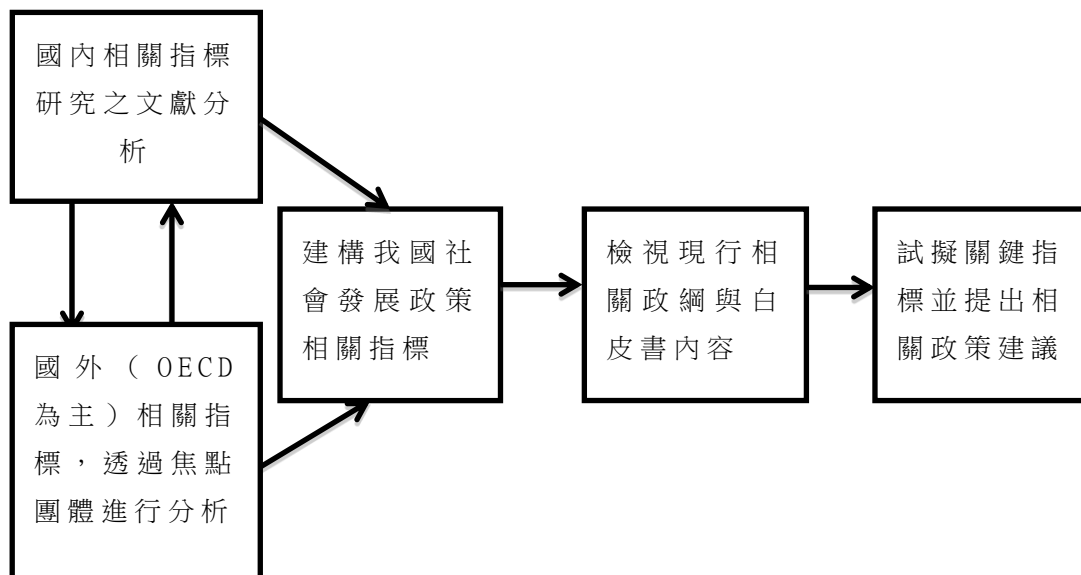 國內相關指標
研究之文獻分
析
國外（OECD
為主）相關指
標，透過焦點
團體進行分析
建構我國社
會發展政策
相關指標
檢視現行相
關政綱與白
皮書內容
試擬關鍵指
標並提出相
關政策建議